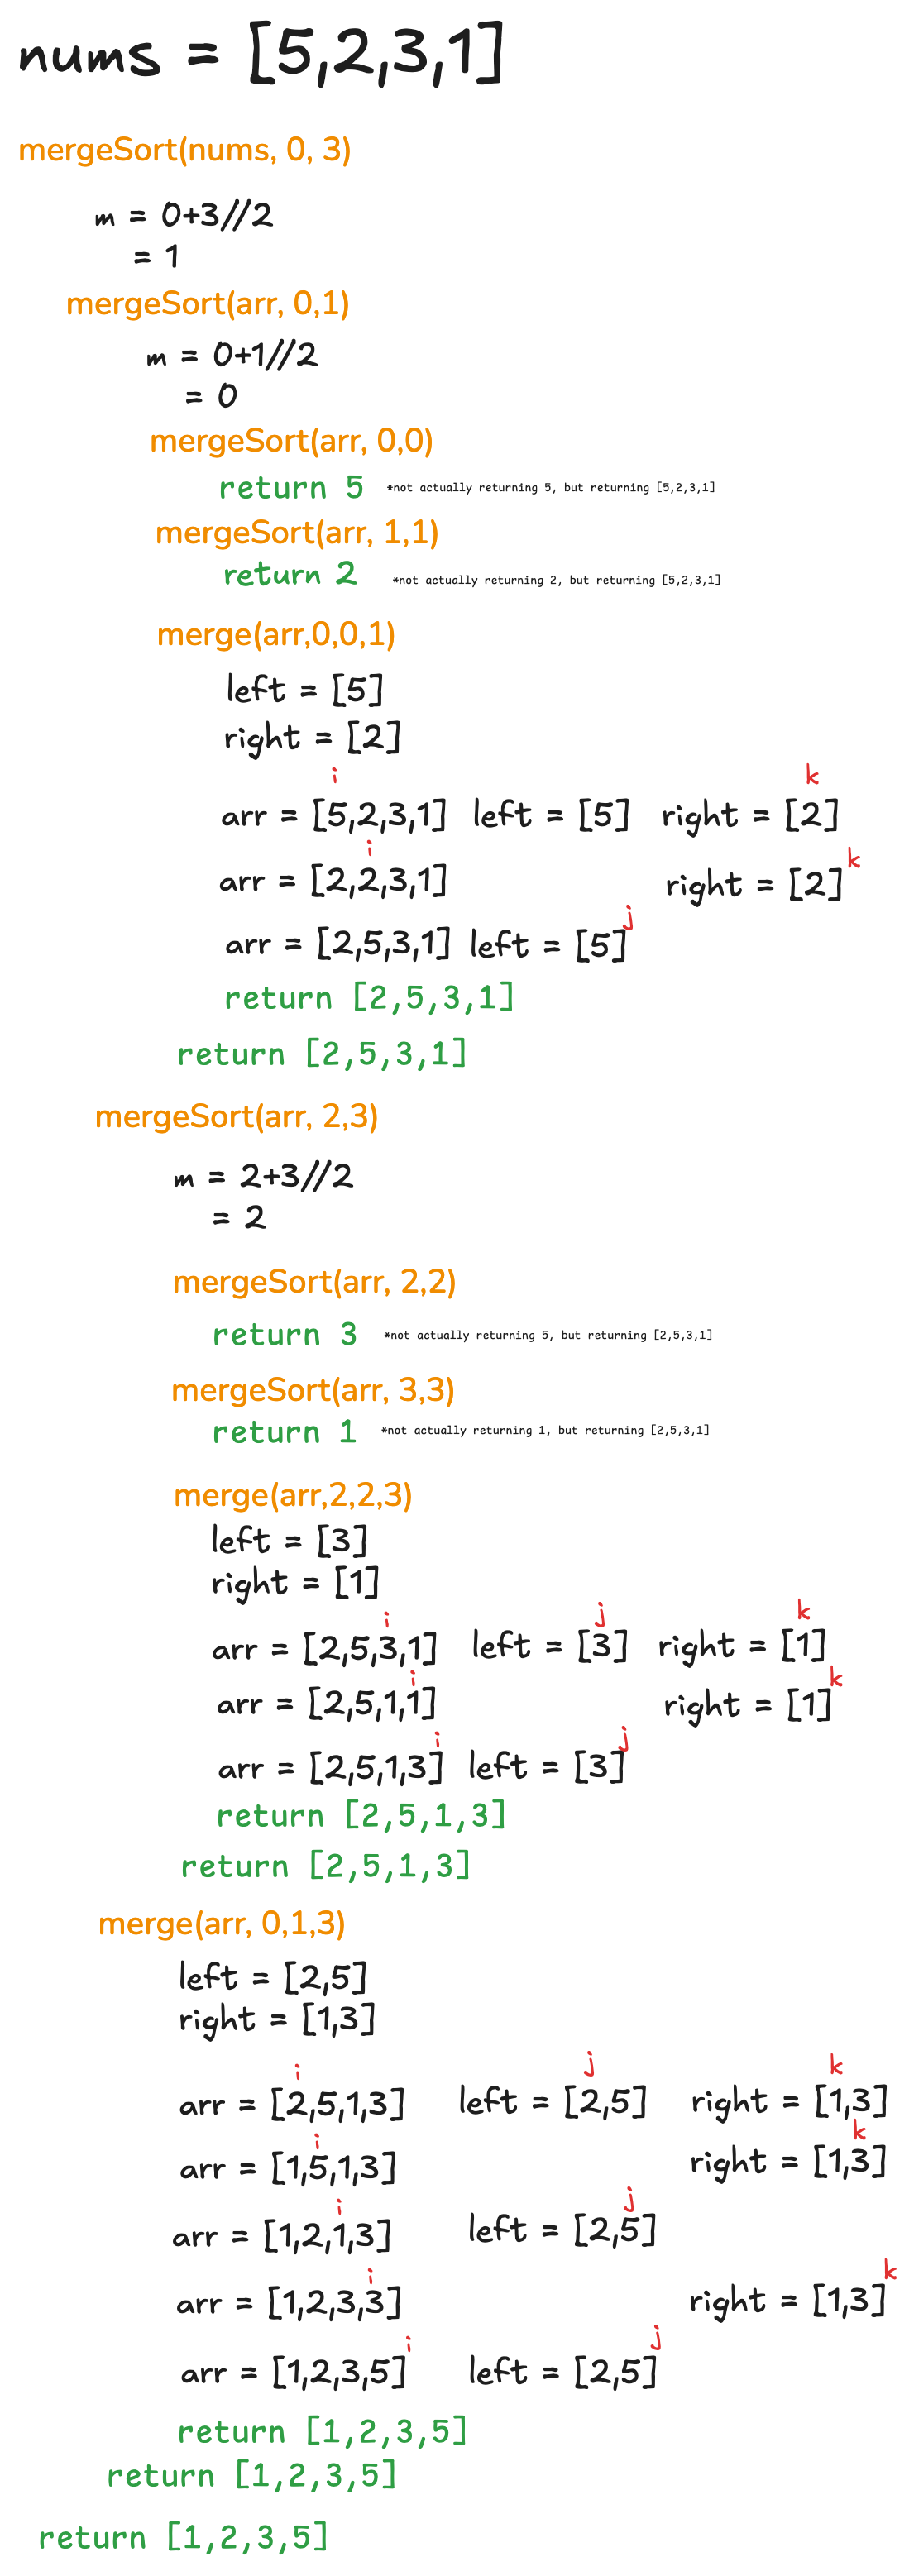 nums = [5,2,3,1]
mergeSort(nums, 0, 3)
m = 0+3//2
= 1
mergeSort(arr, 0,1)
m = 0+1//2
= 0
mergeSort(arr, 0,0)
return 5 *not actually returning 5, but returning [5,2,3,1]
mergeSort(arr, 1,1)
return 2 *not actually returning 2, but returning [5,2,3,1]
merge(arr,0,0,1)
left = [5]
right = [2]
i k
arr = [5,2,3,1] left = [5] right = [2]
i k
arr = [2,2,3,1] right = [2]
j
arr = [2,5,3,1] left = [5]
return [2,5,3,1]
return [2,5,3,1]
mergeSort(arr, 2,3)
m = 2+3//2
= 2
mergeSort(arr, 2,2)
return 3 *not actually returning 5, but returning [2,5,3,1]
mergeSort(arr, 3,3)
return 1 *not actually returning 1, but returning [2,5,3,1]
merge(arr,2,2,3)
left = [3]
right = [1]
i j k
arr = [2,5,3,1] left = [3] right = [1]
i k
arr = [2,5,1,1] right = [1]
i j
arr = [2,5,1,3] left = [3]
return [2,5,1,3]
return [2,5,1,3]
merge(arr, 0,1,3)
left = [2,5]
right = [1,3]
i j k
arr = [2,5,1,3] left = [2,5] right = [1,3]
i k
arr = [1,5,1,3] right = [1,3]
i j
arr = [1,2,1,3] left = [2,5]
i k
arr = [1,2,3,3] right = [1,3]
i j
arr = [1,2,3,5] left = [2,5]
return [1,2,3,5]
return [1,2,3,5]
return [1,2,3,5]